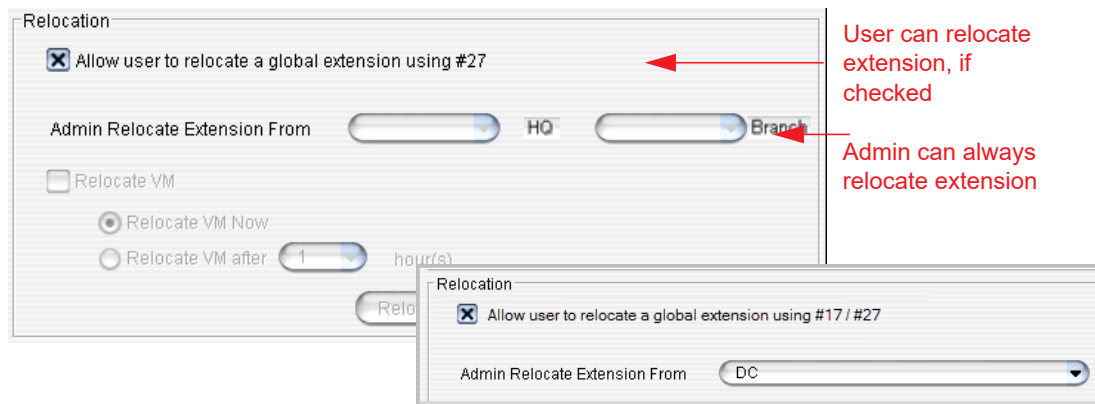 Relocation
Allow user to relocate a global extension using #27
User can relocate
extension, if
checked
Admin Relocate Extension From HQ Branch
Admin can always
relocate extension
Relocate VM
Relocate VM Now
Relocate VM after 1 hour(s)
Relocation
Allow user to relocate a global extension using #17 / #27
Admin Relocate Extension From DC